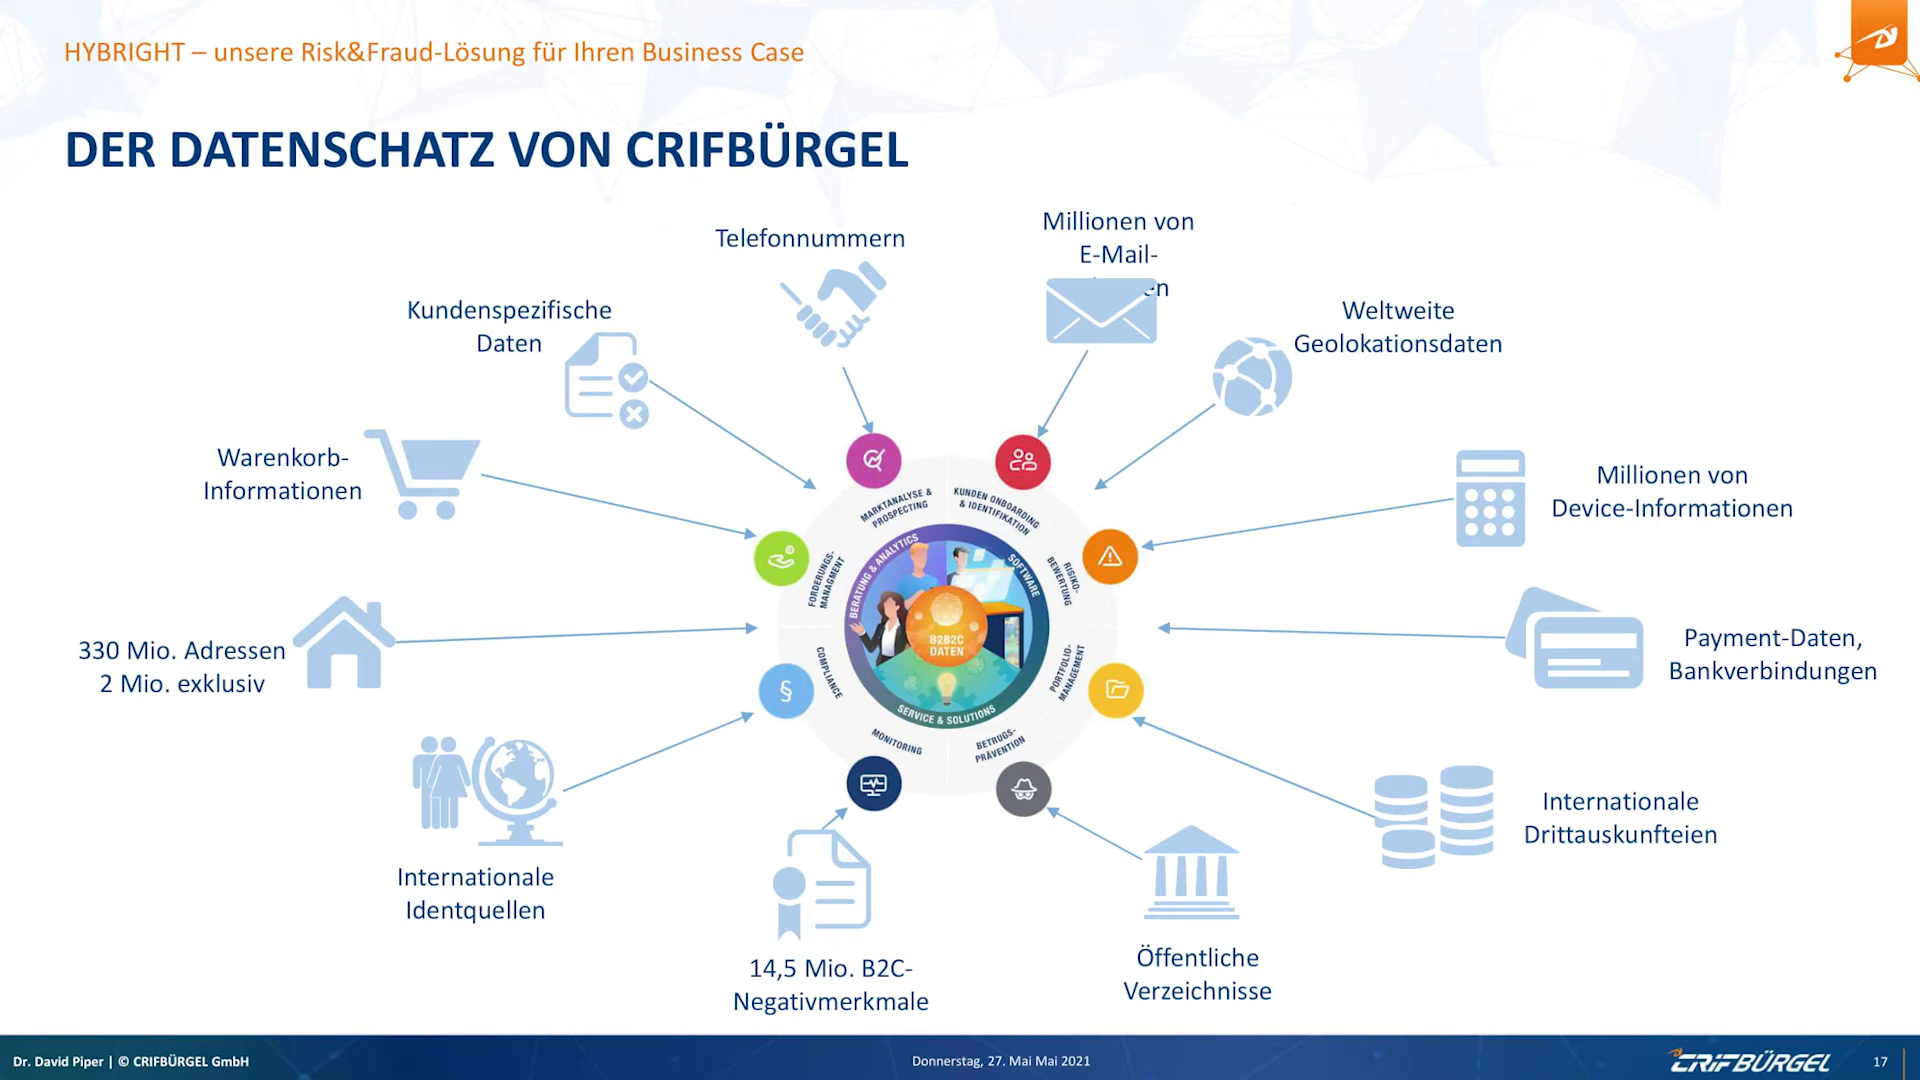 HYBRIGHT – unsere Risk&Fraud-Lösung für Ihren Business Case
DER DATENSCHATZ VON CRIFBÜRGEL
Telefonnummern
Millionen von
E-Mail-
Kundenspezifische
Daten
Weltweite
Geolokationsdaten
Warenkorb-
Informationen
Millionen von
Device-Informationen
330 Mio. Adressen
2 Mio. exklusiv
Payment-Daten,
Bankverbindungen
Internationale
Identquellen
Internationale
Drittauskunfteien
14,5 Mio. B2C-
Negativmerkmale
Öffentliche
Verzeichnisse
MARKTANALYSE &
PROSPECTING
KUNDEN ONBOARDING
& IDENTIFIKATION
FORDERUNGS-
MANAGMENT
RISIKO-
BEWERTUNG
COMPLIANCE
PORTFOLIO-
MANAGEMENT
MONITORING
BETRUGS-
PRÄVENTION
BERATUNG & ANALYTICS
SOFTWARE
SERVICE & SOLUTIONS
B2B2C
DATEN
§
Dr. David Piper | © CRIFBÜRGEL GmbH
Donnerstag, 27. Mai Mai 2021
CRIFBÜRGEL
17